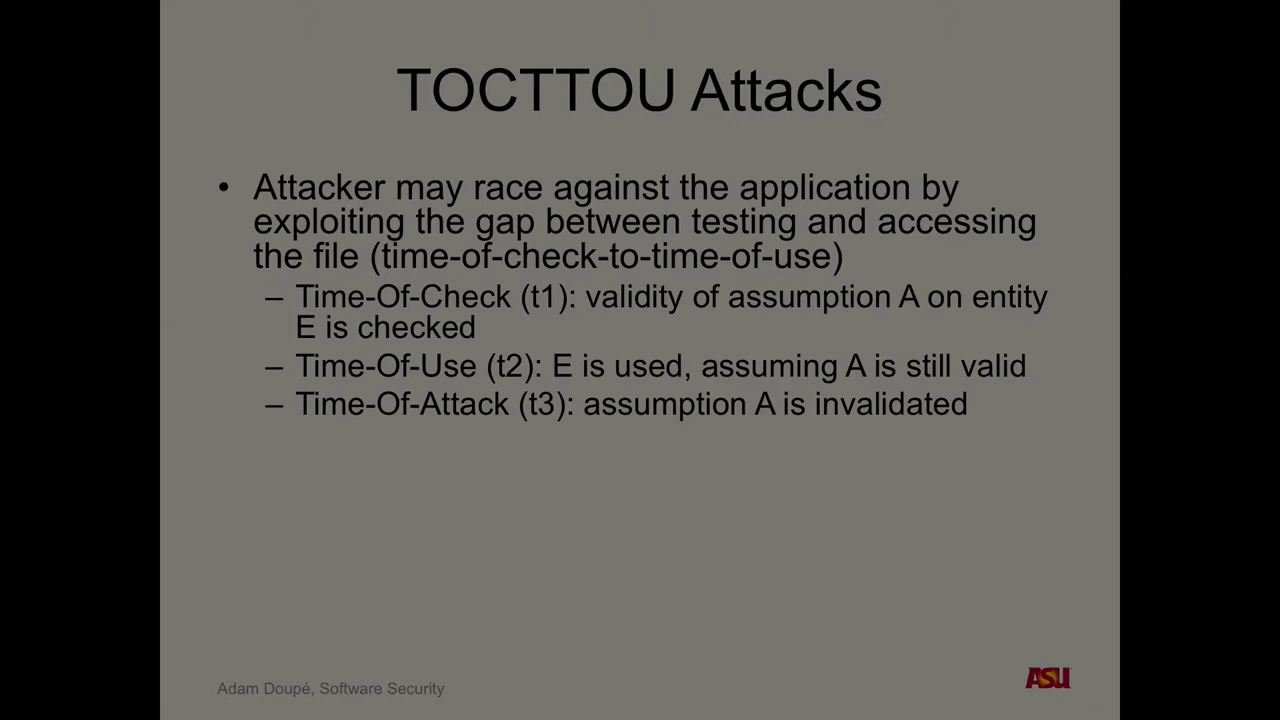 TOCTTOU Attacks
• Attacker may race against the application by
exploiting the gap between testing and accessing
the file (time-of-check-to-time-of-use)
– Time-Of-Check (t1): validity of assumption A on entity
E is checked
– Time-Of-Use (t2): E is used, assuming A is still valid
– Time-Of-Attack (t3): assumption A is invalidated
Adam Doupé, Software Security
ASU